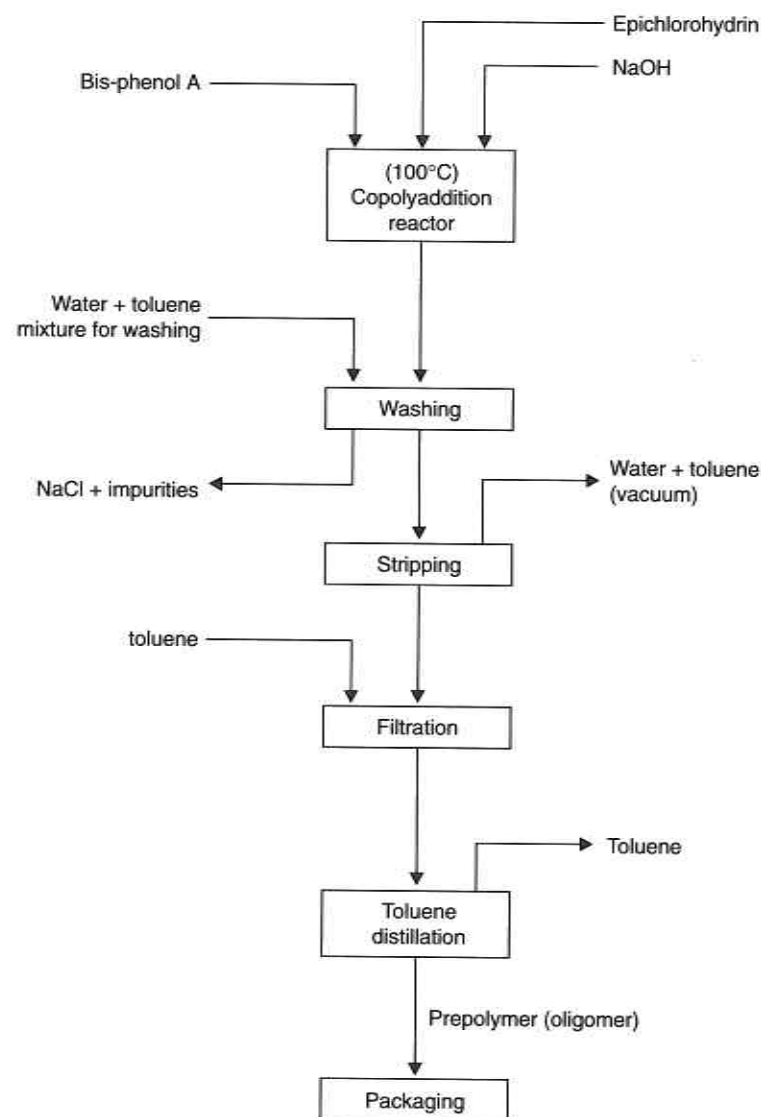 Epichlorohydrin
Bis-phenol A
NaOH
(100°C)
Copolyaddition
reactor
Water + toluene
mixture for washing
Washing
NaCl + impurities
Water + toluene
(vacuum)
Stripping
toluene
Filtration
Toluene
Toluene
distillation
Prepolymer (oligomer)
Packaging